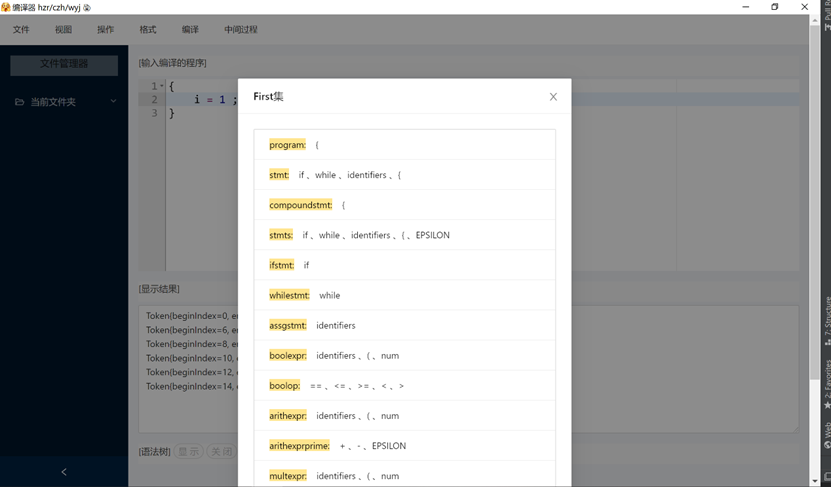 编译器 hzr/czh/wyj
文件 视图 操作 格式 编译 中间过程
文件管理器
当前文件夹
[输入编译的程序]
1 {
2 i = 1 ;
3 }
First集
program: {
stmt: if 、while 、identifiers 、{
compoundstmt: {
stmts: if 、while 、identifiers 、{ 、EPSILON
ifstmt: if
whilestmt: while
assgstmt: identifiers
boolexpr: identifiers 、( 、num
boolop: == 、<= 、>= 、< 、>
arithexpr: identifiers 、( 、num
arithexprprime: + 、- 、EPSILON
multexpr: identifiers 、( 、num
[显示结果]
Token(beginIndex=0, e
Token(beginIndex=6, e
Token(beginIndex=8, e
Token(beginIndex=10,
Token(beginIndex=12,
Token(beginIndex=14,
[语法树] 显 示 关 闭
Pull Re
7: Structure
2: Favorites
Web